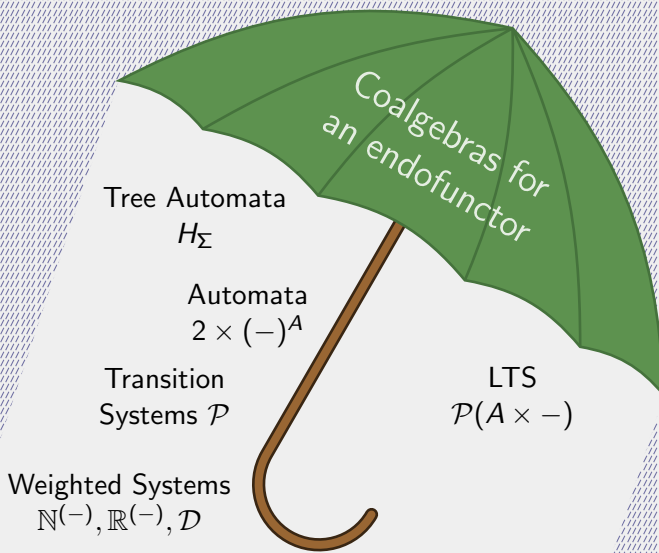 Coalgebras for
an endofunctor
Tree Automata
H_Σ
Automata
2 × (−)^A
Transition
Systems 𝒫
LTS
𝒫(A × −)
Weighted Systems
ℕ^(−), ℝ^(−), 𝒟